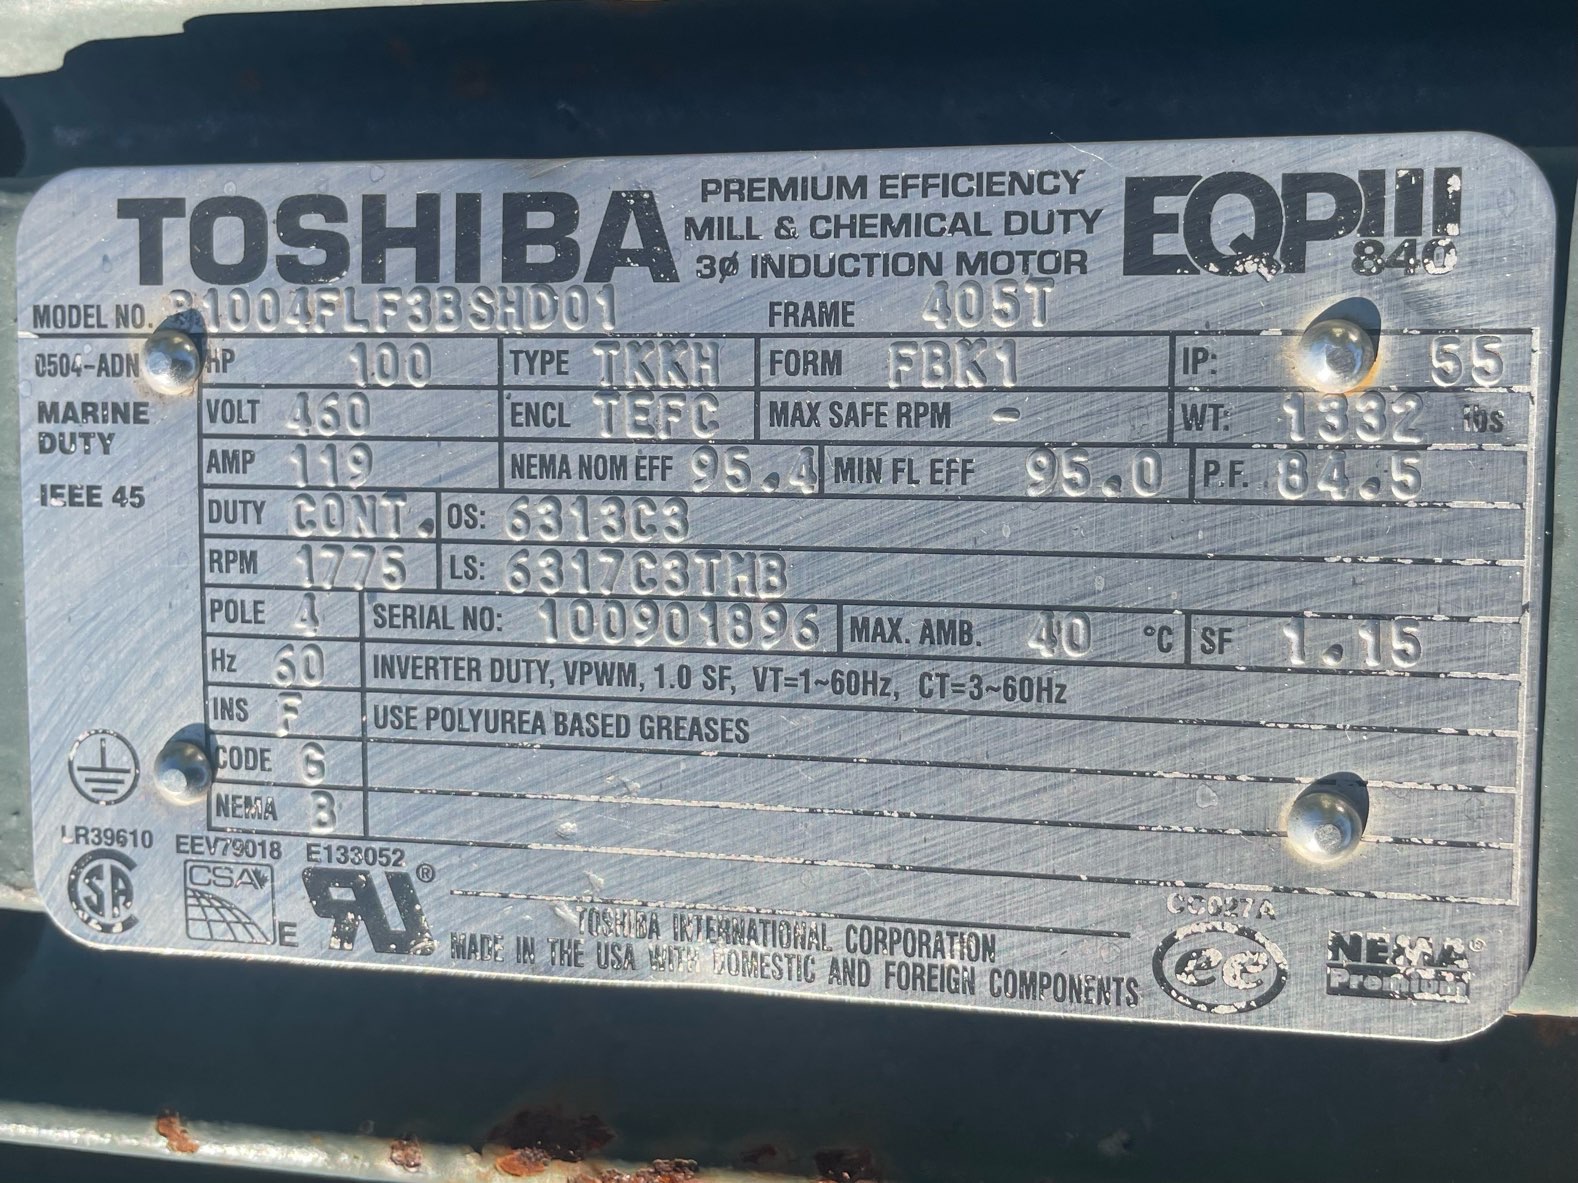 TOSHIBA PREMIUM EFFICIENCY EQPIII
MILL & CHEMICAL DUTY
3ø INDUCTION MOTOR 840
MODEL NO. B1004FLF3BSHD01 FRAME 405T
0504-ADN HP 100 TYPE TKKH FORM FBK1 IP: 55
MARINE DUTY
IEEE 45
VOLT 460 ENCL TEFC MAX SAFE RPM - WT: 1332 lbs
AMP 119 NEMA NOM EFF 95.4 MIN FL EFF 95.0 P.F. 84.5
DUTY CONT. OS: 6313C3
RPM 1775 LS: 6317C3TMB
POLE 4 SERIAL NO: 100901896 MAX. AMB. 40 °C SF 1.15
Hz 60 INVERTER DUTY, VPWM, 1.0 SF, VT=1~60Hz, CT=3~60Hz
INS F USE POLYUREA BASED GREASES
CODE G
NEMA B
LR39610 EEV79018 E133052
CSA E ®
TOSHIBA INTERNATIONAL CORPORATION
MADE IN THE USA WITH DOMESTIC AND FOREIGN COMPONENTS
CC027A
ee
NEMA
Premium